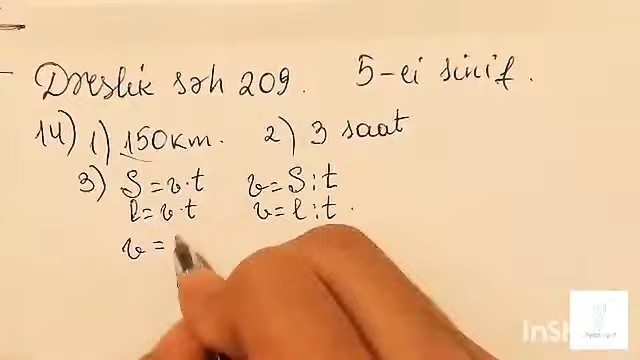 Dərslik səh 209. 5-ci sinif.
14) 1) 150km. 2) 3 saat
3) S=v·t v=S:t
l=v·t v=l:t.
v=
InSh